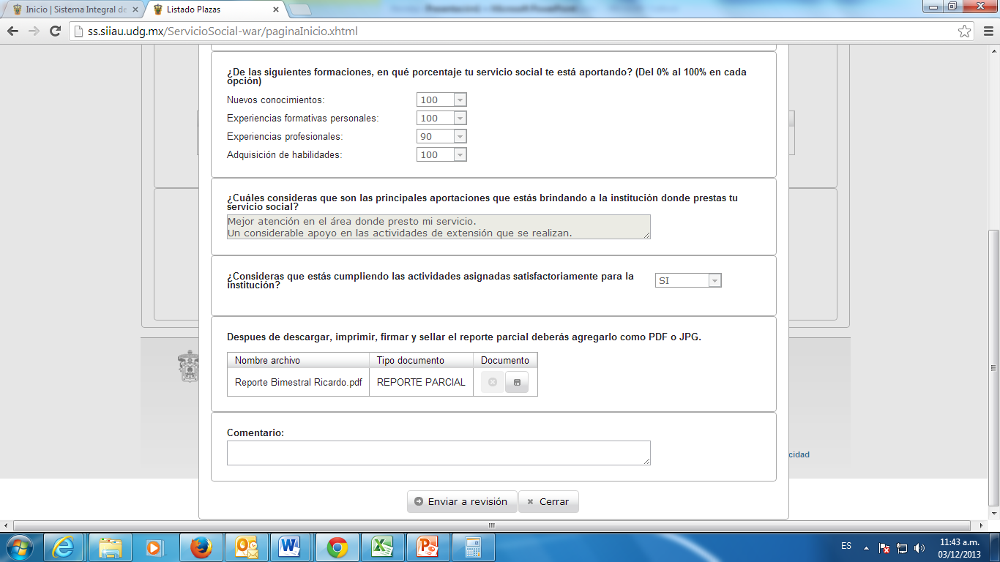 Inicio | Sistema Integral de
Listado Plazas
ss.siiau.udg.mx/ServicioSocial-war/paginaInicio.xhtml
¿De las siguientes formaciones, en qué porcentaje tu servicio social te está aportando? (Del 0% al 100% en cada
opción)
Nuevos conocimientos: 100
Experiencias formativas personales: 100
Experiencias profesionales: 90
Adquisición de habilidades: 100
¿Cuáles consideras que son las principales aportaciones que estás brindando a la institución donde prestas tu
servicio social?
Mejor atención en el área donde presto mi servicio.
Un considerable apoyo en las actividades de extensión que se realizan.
¿Consideras que estás cumpliendo las actividades asignadas satisfactoriamente para la
institución?
SI
Despues de descargar, imprimir, firmar y sellar el reporte parcial deberás agregarlo como PDF o JPG.
Nombre archivo Tipo documento Documento
Reporte Bimestral Ricardo.pdf REPORTE PARCIAL
Comentario:
cidad
Enviar a revisión Cerrar
ES
11:43 a.m.
03/12/2013